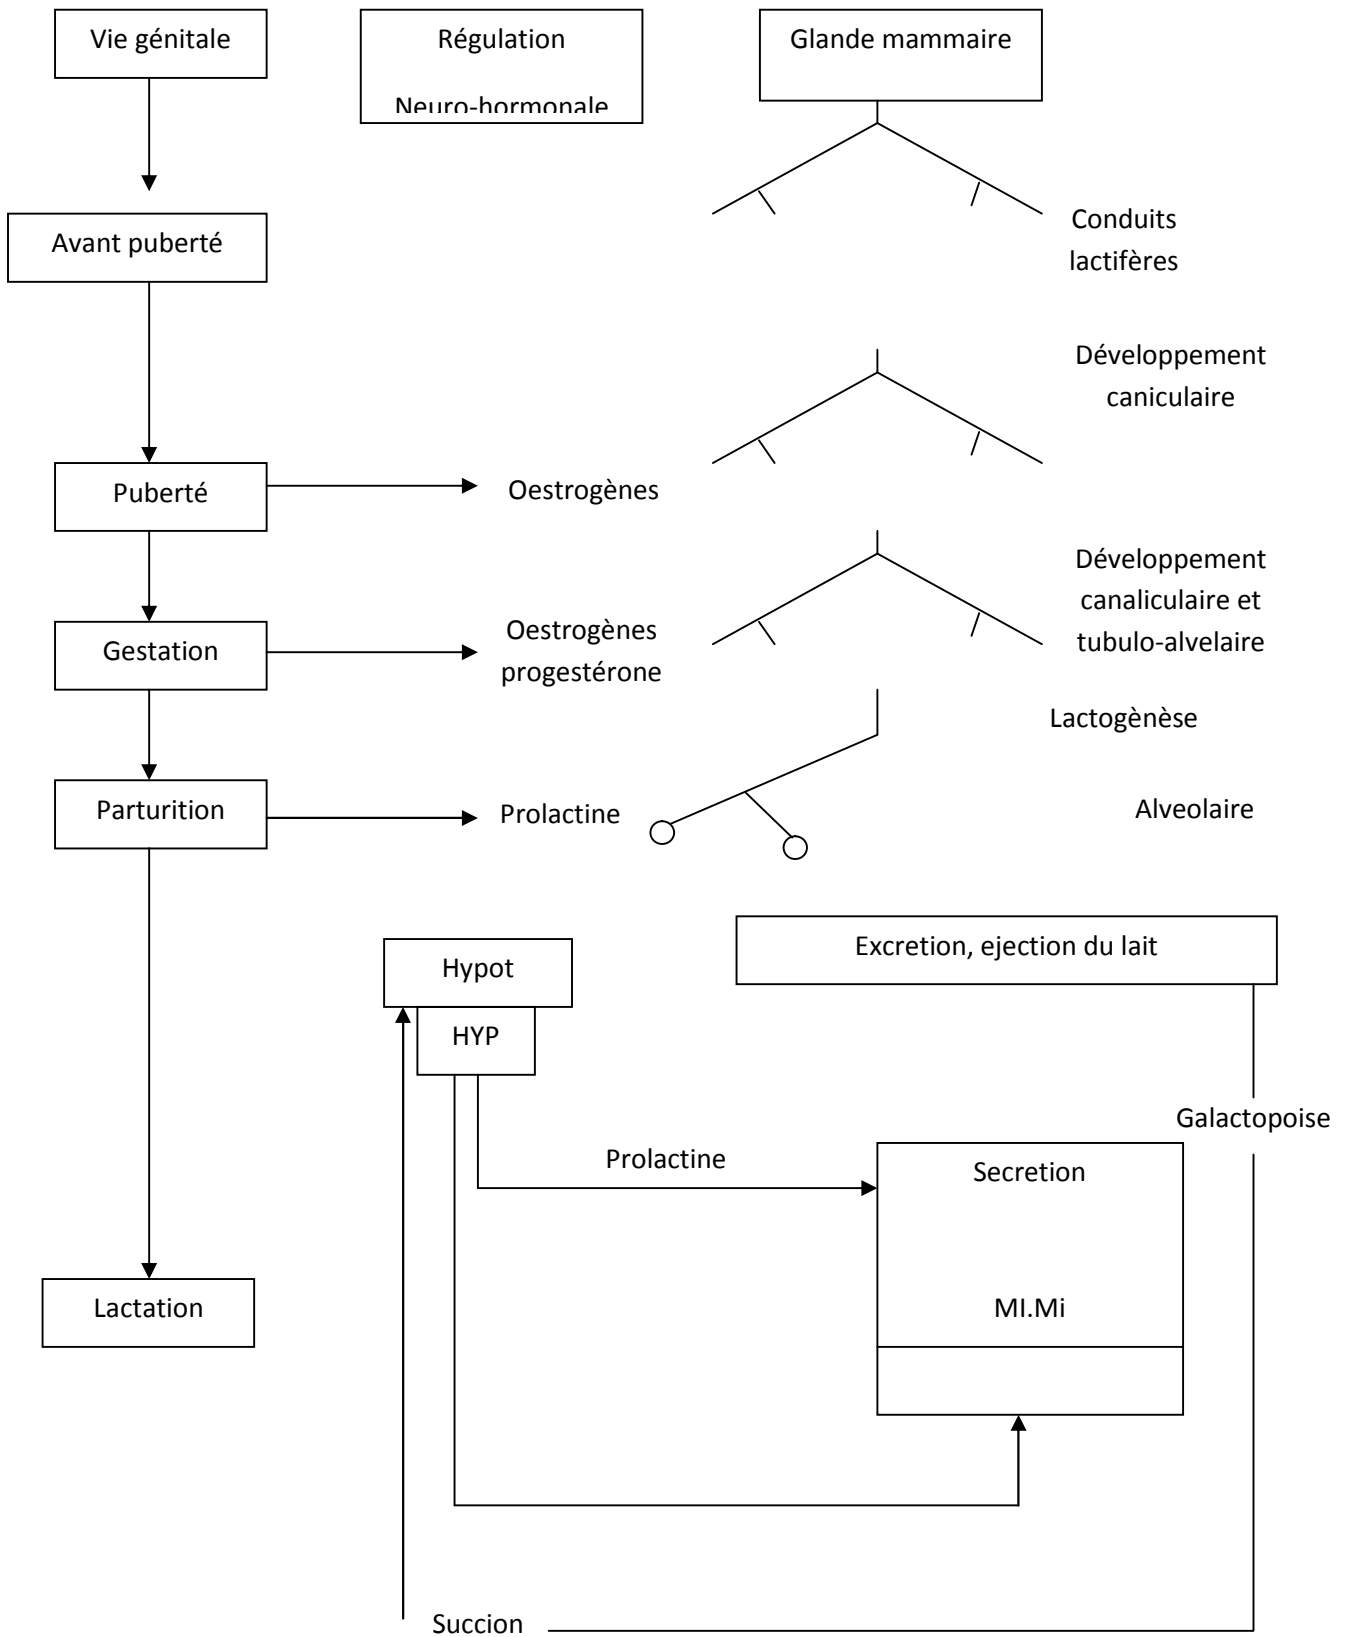 Vie génitale
Régulation
Neuro-hormonale
Glande mammaire
Avant puberté
Conduits
lactifères
Développement
caniculaire
Puberté
Oestrogènes
Développement
canaliculaire et
tubulo-alvelaire
Gestation
Oestrogènes
progestérone
Lactogènèse
Parturition
Prolactine
Alveolaire
Excretion, ejection du lait
Hypot
HYP
Galactopoise
Prolactine
Secretion
MI.Mi
Lactation
Succion